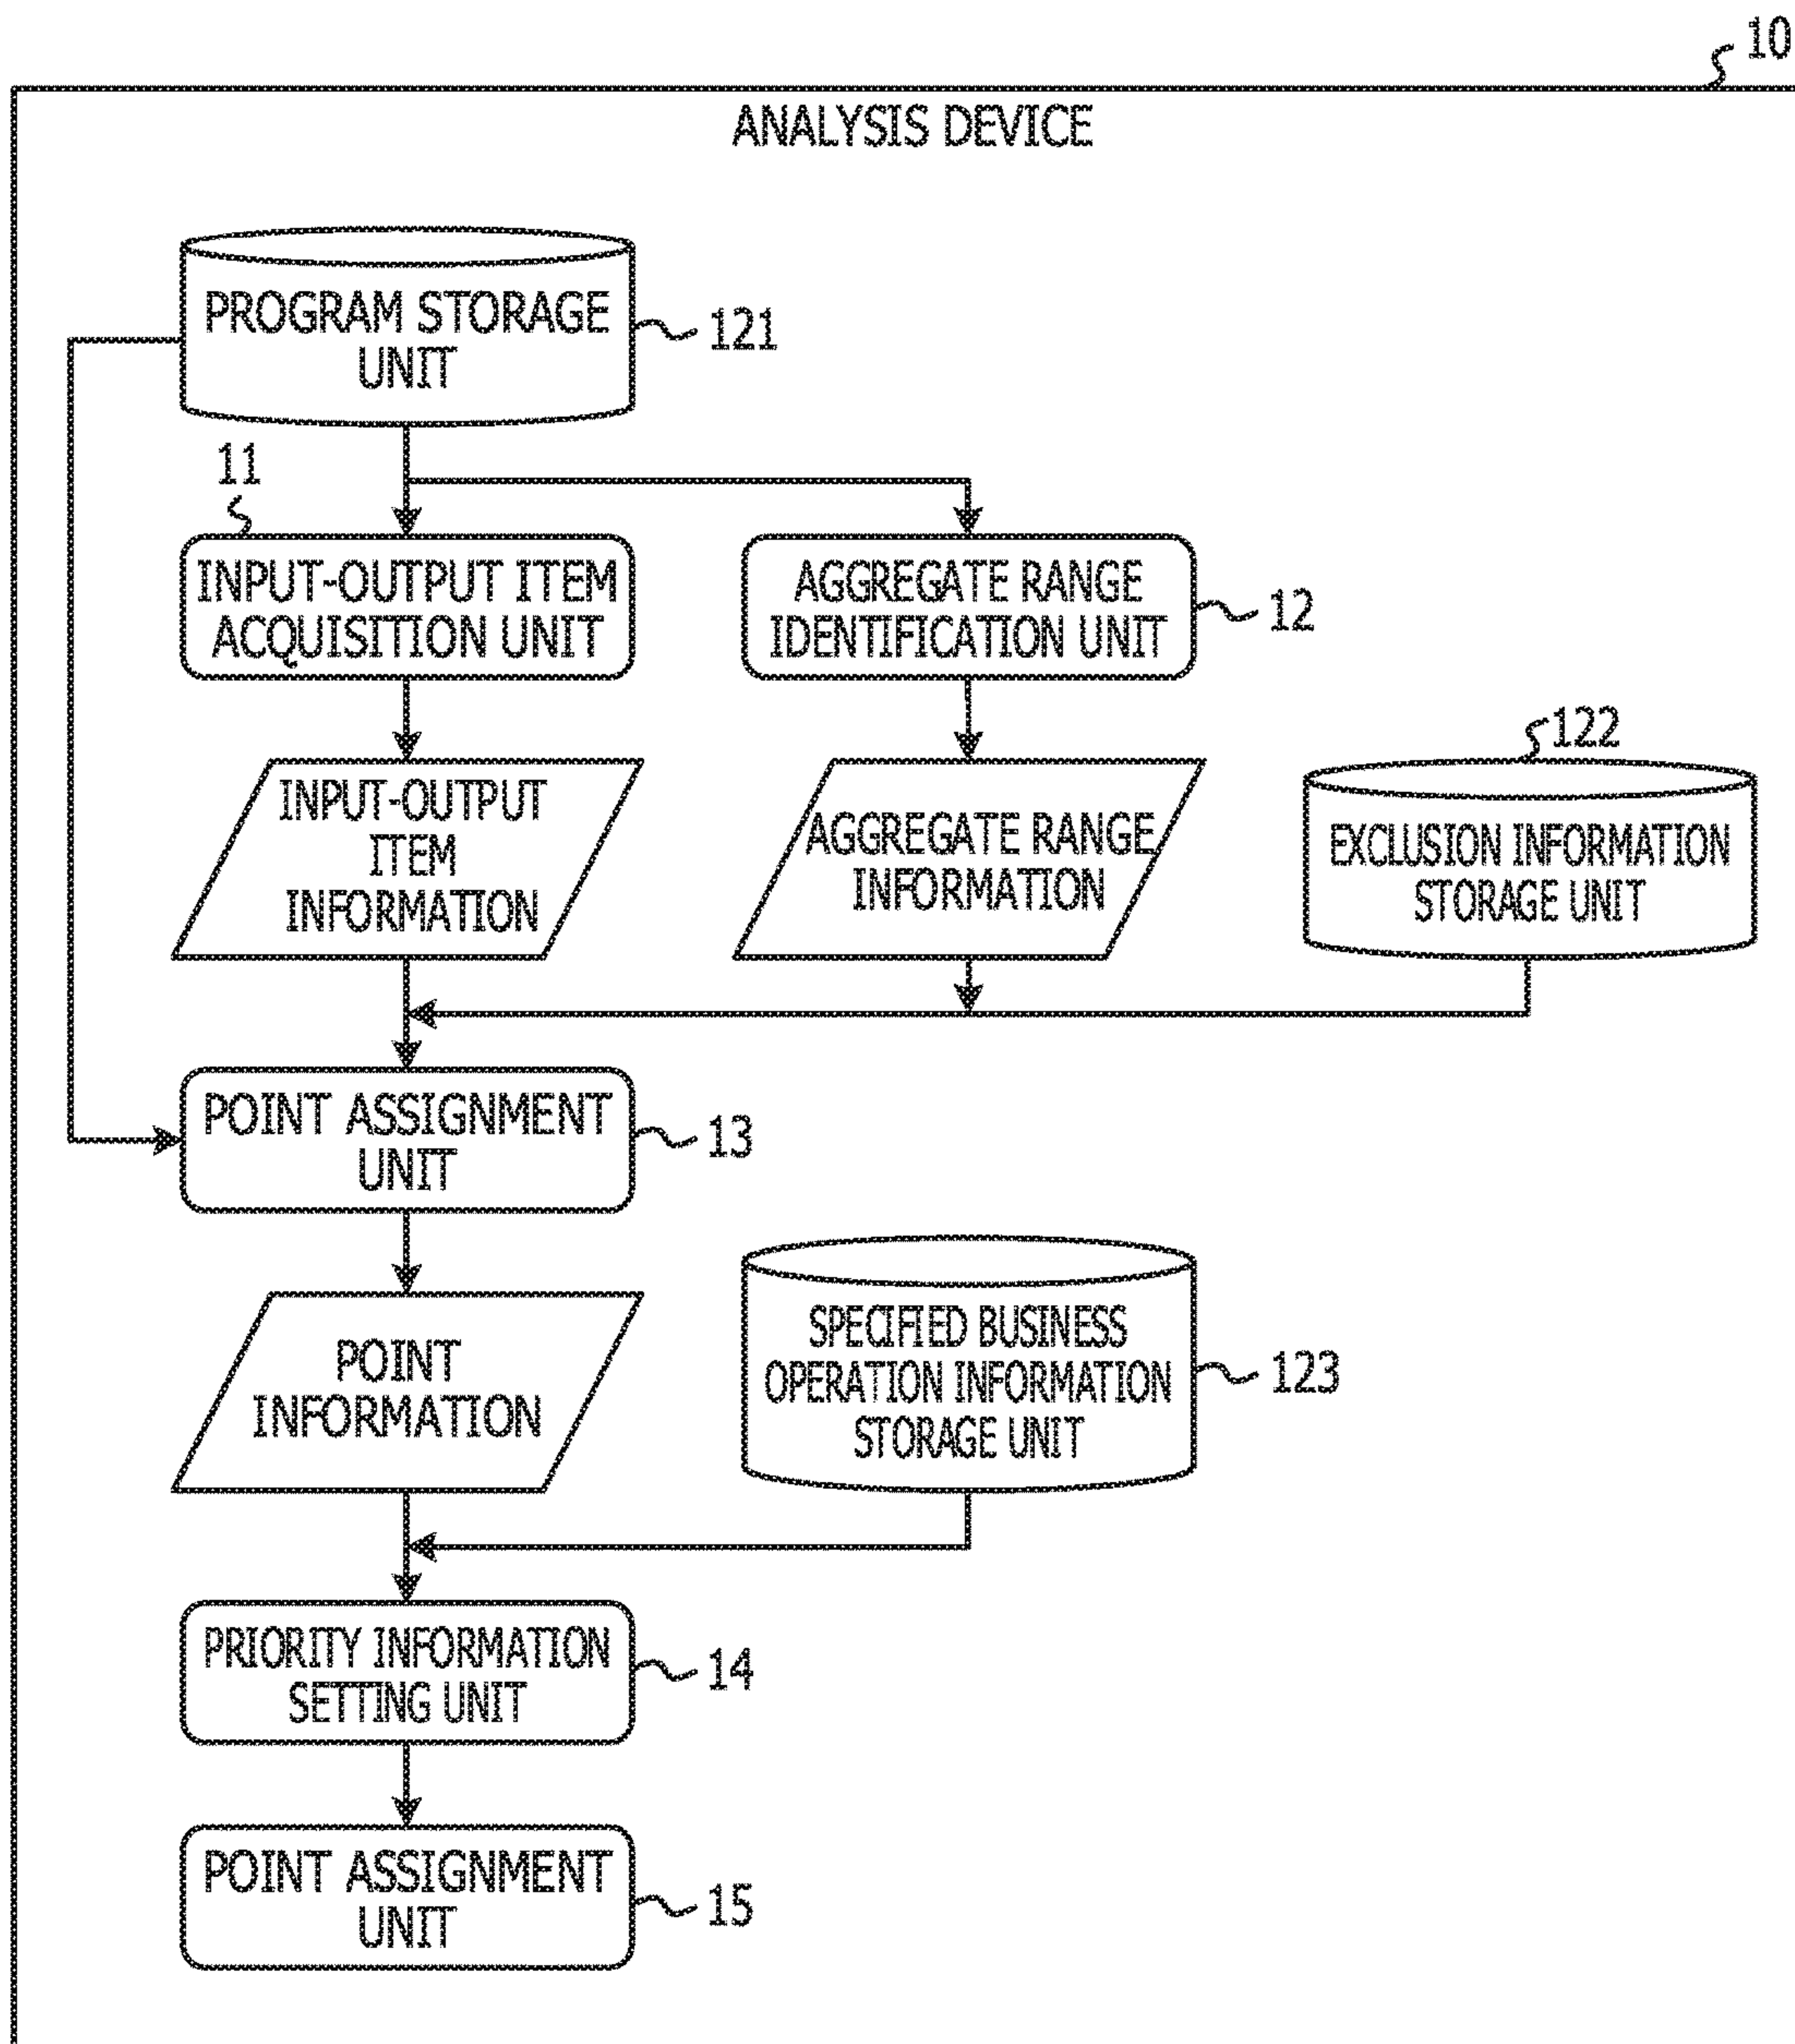 10
ANALYSIS DEVICE
PROGRAM STORAGE
UNIT
121
11
INPUT-OUTPUT ITEM
ACQUISITION UNIT
AGGREGATE RANGE
IDENTIFICATION UNIT
12
122
INPUT-OUTPUT
ITEM
INFORMATION
AGGREGATE RANGE
INFORMATION
EXCLUSION INFORMATION
STORAGE UNIT
POINT ASSIGNMENT
UNIT
13
POINT
INFORMATION
SPECIFIED BUSINESS
OPERATION INFORMATION
STORAGE UNIT
123
PRIORITY INFORMATION
SETTING UNIT
14
POINT ASSIGNMENT
UNIT
15